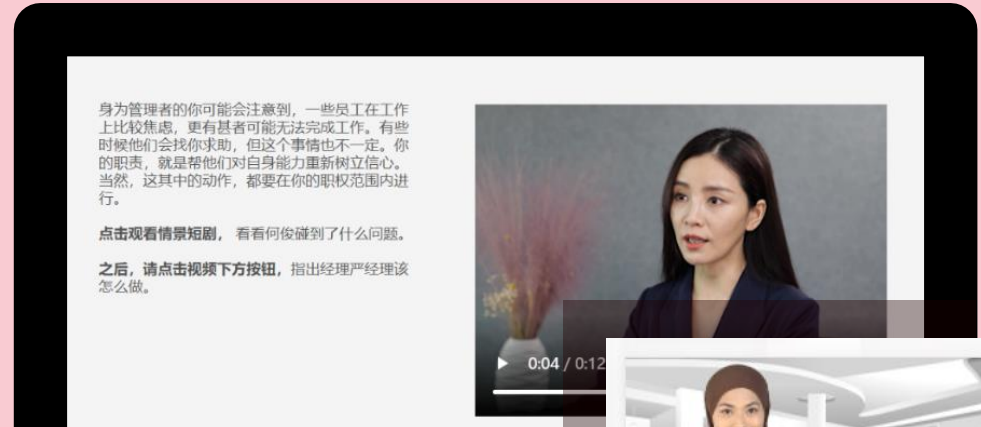 身为管理者的你可能会注意到，一些员工在工作
上比较焦虑，更有甚者可能无法完成工作。有些
时候他们会找你求助，但这个事情也不一定。你
的职责，就是帮他们对自身能力重新树立信心。
当然，这其中的动作，都要在你的职权范围内进
行。
点击观看情景短剧， 看看何俊碰到了什么问题。
之后，请点击视频下方按钮，指出经理严经理该
怎么做。
0:04 / 0:12